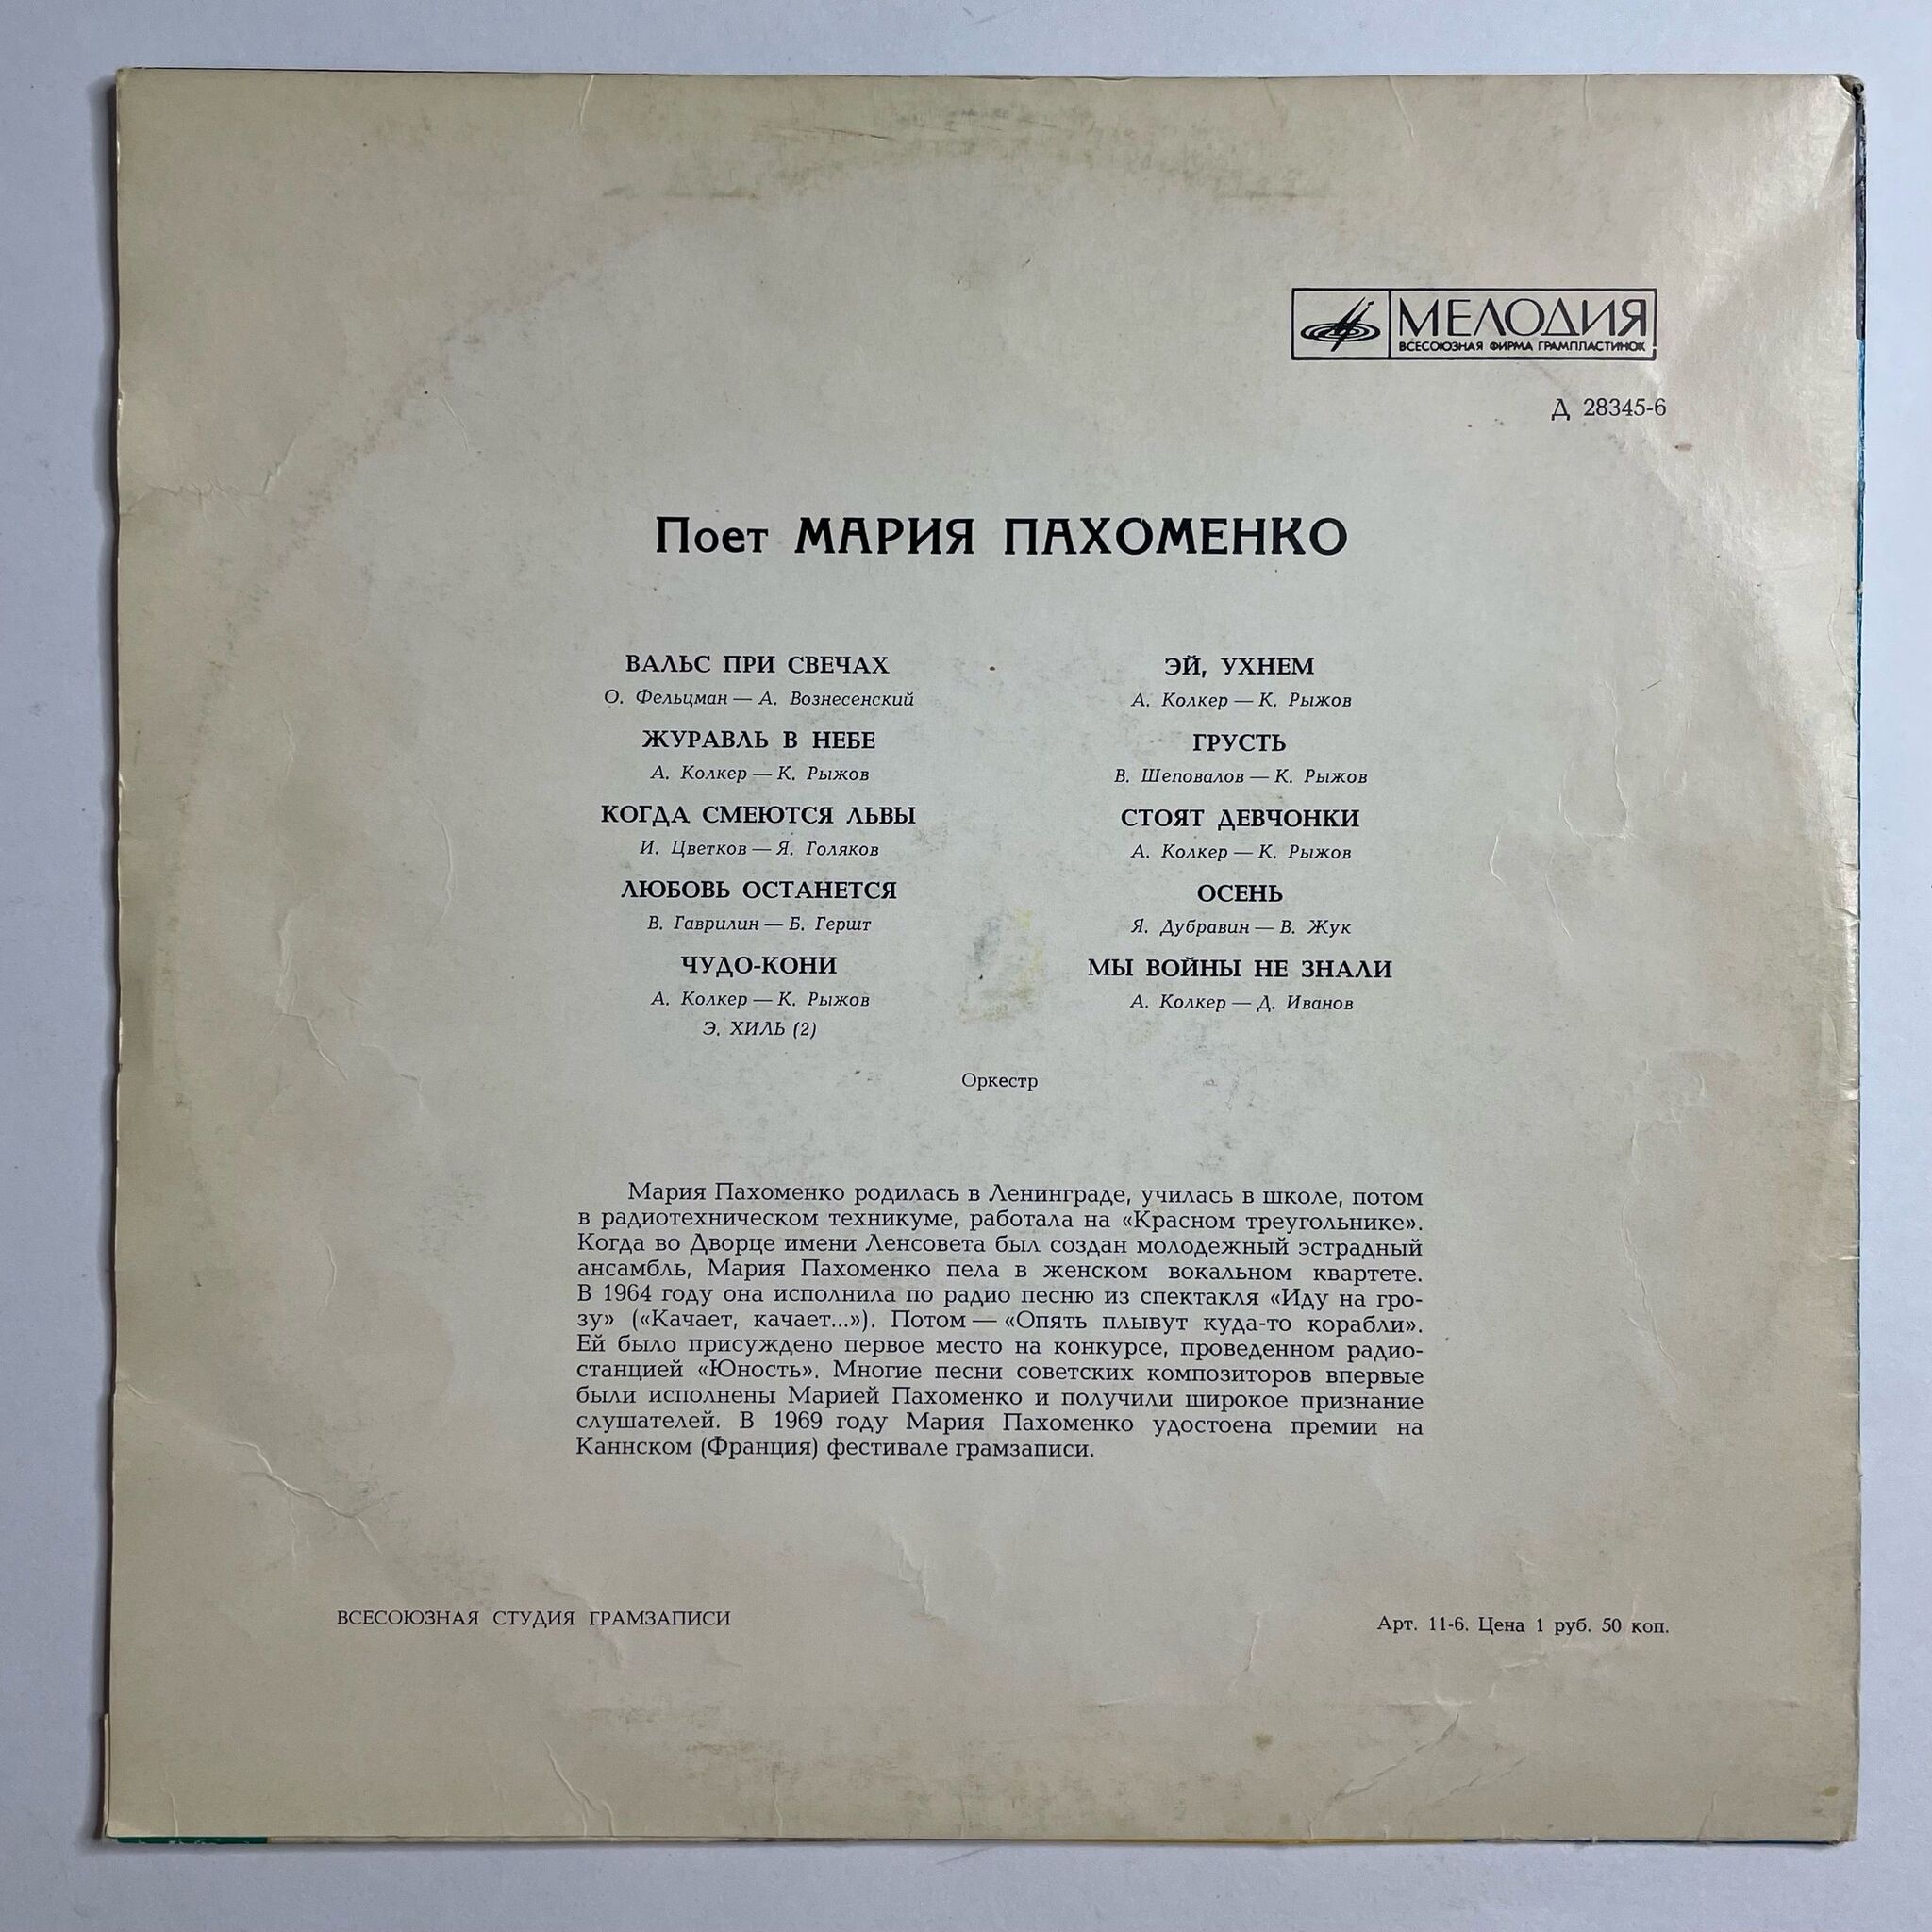 МЕЛОДИЯ
ВСЕСОЮЗНАЯ ФИРМА ГРАМПЛАСТИНОК
Д 28345-6
Поет МАРИЯ ПАХОМЕНКО
ВАЛЬС ПРИ СВЕЧАХ
О. Фельцман — А. Вознесенский
ЖУРАВЛЬ В НЕБЕ
А. Колкер — К. Рыжов
КОГДА СМЕЮТСЯ ЛЬВЫ
И. Цветков — Я. Голяков
ЛЮБОВЬ ОСТАНЕТСЯ
В. Гаврилин — Б. Гершт
ЧУДО-КОНИ
А. Колкер — К. Рыжов
Э. ХИЛЬ (2)
ЭЙ, УХНЕМ
А. Колкер — К. Рыжов
ГРУСТЬ
В. Шеповалов — К. Рыжов
СТОЯТ ДЕВЧОНКИ
А. Колкер — К. Рыжов
ОСЕНЬ
Я. Дубравин — В. Жук
МЫ ВОЙНЫ НЕ ЗНАЛИ
А. Колкер — Д. Иванов
Оркестр
Мария Пахоменко родилась в Ленинграде, училась в школе, потом
в радиотехническом техникуме, работала на «Красном треугольнике».
Когда во Дворце имени Ленсовета был создан молодежный эстрадный
ансамбль, Мария Пахоменко пела в женском вокальном квартете.
В 1964 году она исполнила по радио песню из спектакля «Иду на гро-
зу» («Качает, качает...»). Потом — «Опять плывут куда-то корабли».
Ей было присуждено первое место на конкурсе, проведенном радио-
станцией «Юность». Многие песни советских композиторов впервые
были исполнены Марией Пахоменко и получили широкое признание
слушателей. В 1969 году Мария Пахоменко удостоена премии на
Каннском (Франция) фестивале грамзаписи.
ВСЕСОЮЗНАЯ СТУДИЯ ГРАМЗАПИСИ
Арт. 11-6. Цена 1 руб. 50 коп.